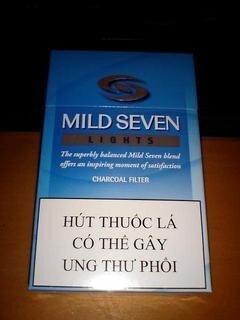 MILD SEVEN
LIGHTS
The superbly balanced Mild Seven blend
offers an inspiring moment of satisfaction
CHARCOAL FILTER
HÚT THUỐC LÁ
CÓ THỂ GÂY
UNG THƯ PHỔI